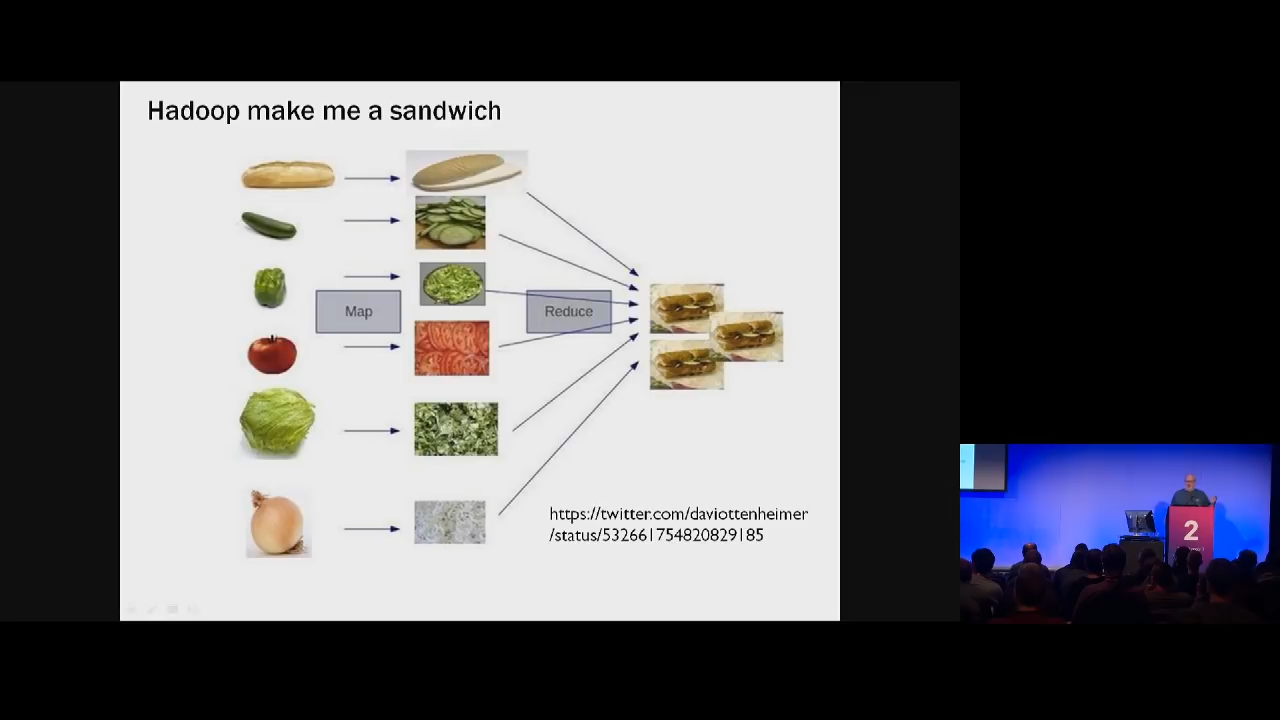 Hadoop make me a sandwich
Map
Reduce
https://twitter.com/daviottenheimer
/status/532661754820829185
2